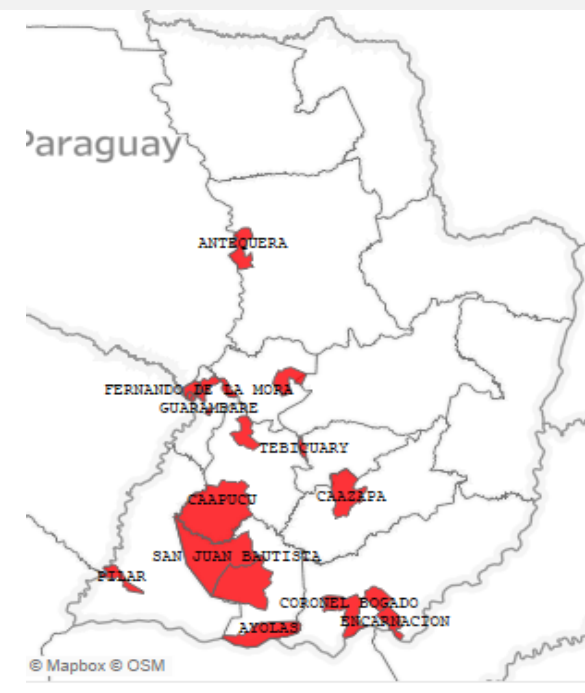 Paraguay
ANTEQUERA
FERNANDO DE LA MORA
GUARAMBARE
TEBICUARY
CAAPUCU
CAAZAPA
SAN JUAN BAUTISTA
PILAR
CORONEL BOGADO
ENCARNACION
AYOLAS
© Mapbox © OSM